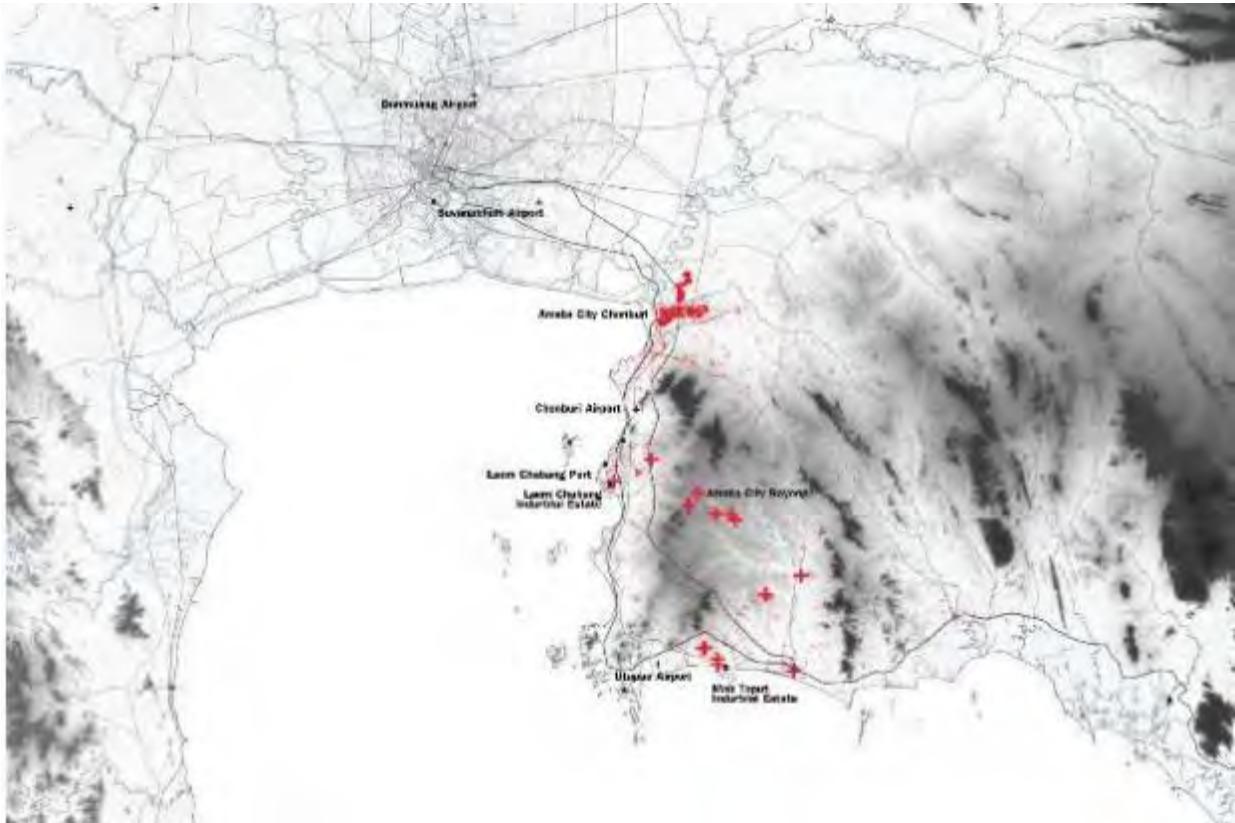 Donmuang Airport
Suvanabhumi Airport
Amata City Chonburi
Chonburi Airport
Laem Chabang Port
Laem Chabang
Industrial Estate
Amata City Rayong
Utapao Airport
Map Taput
Industrial Estate